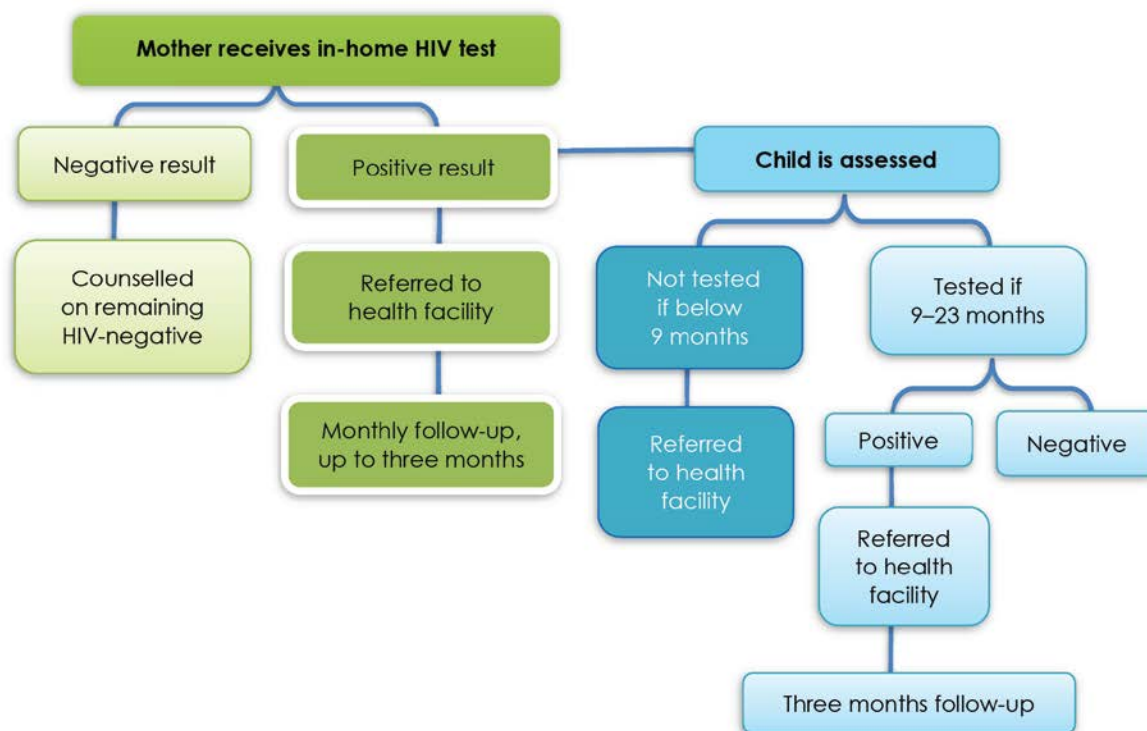 Mother receives in-home HIV test
Negative result
Positive result
Child is assessed
Counselled
on remaining
HIV-negative
Referred to
health facility
Monthly follow-up,
up to three months
Not tested
if below
9 months
Referred
to health
facility
Tested if
9–23 months
Positive
Negative
Referred
to health
facility
Three months follow-up